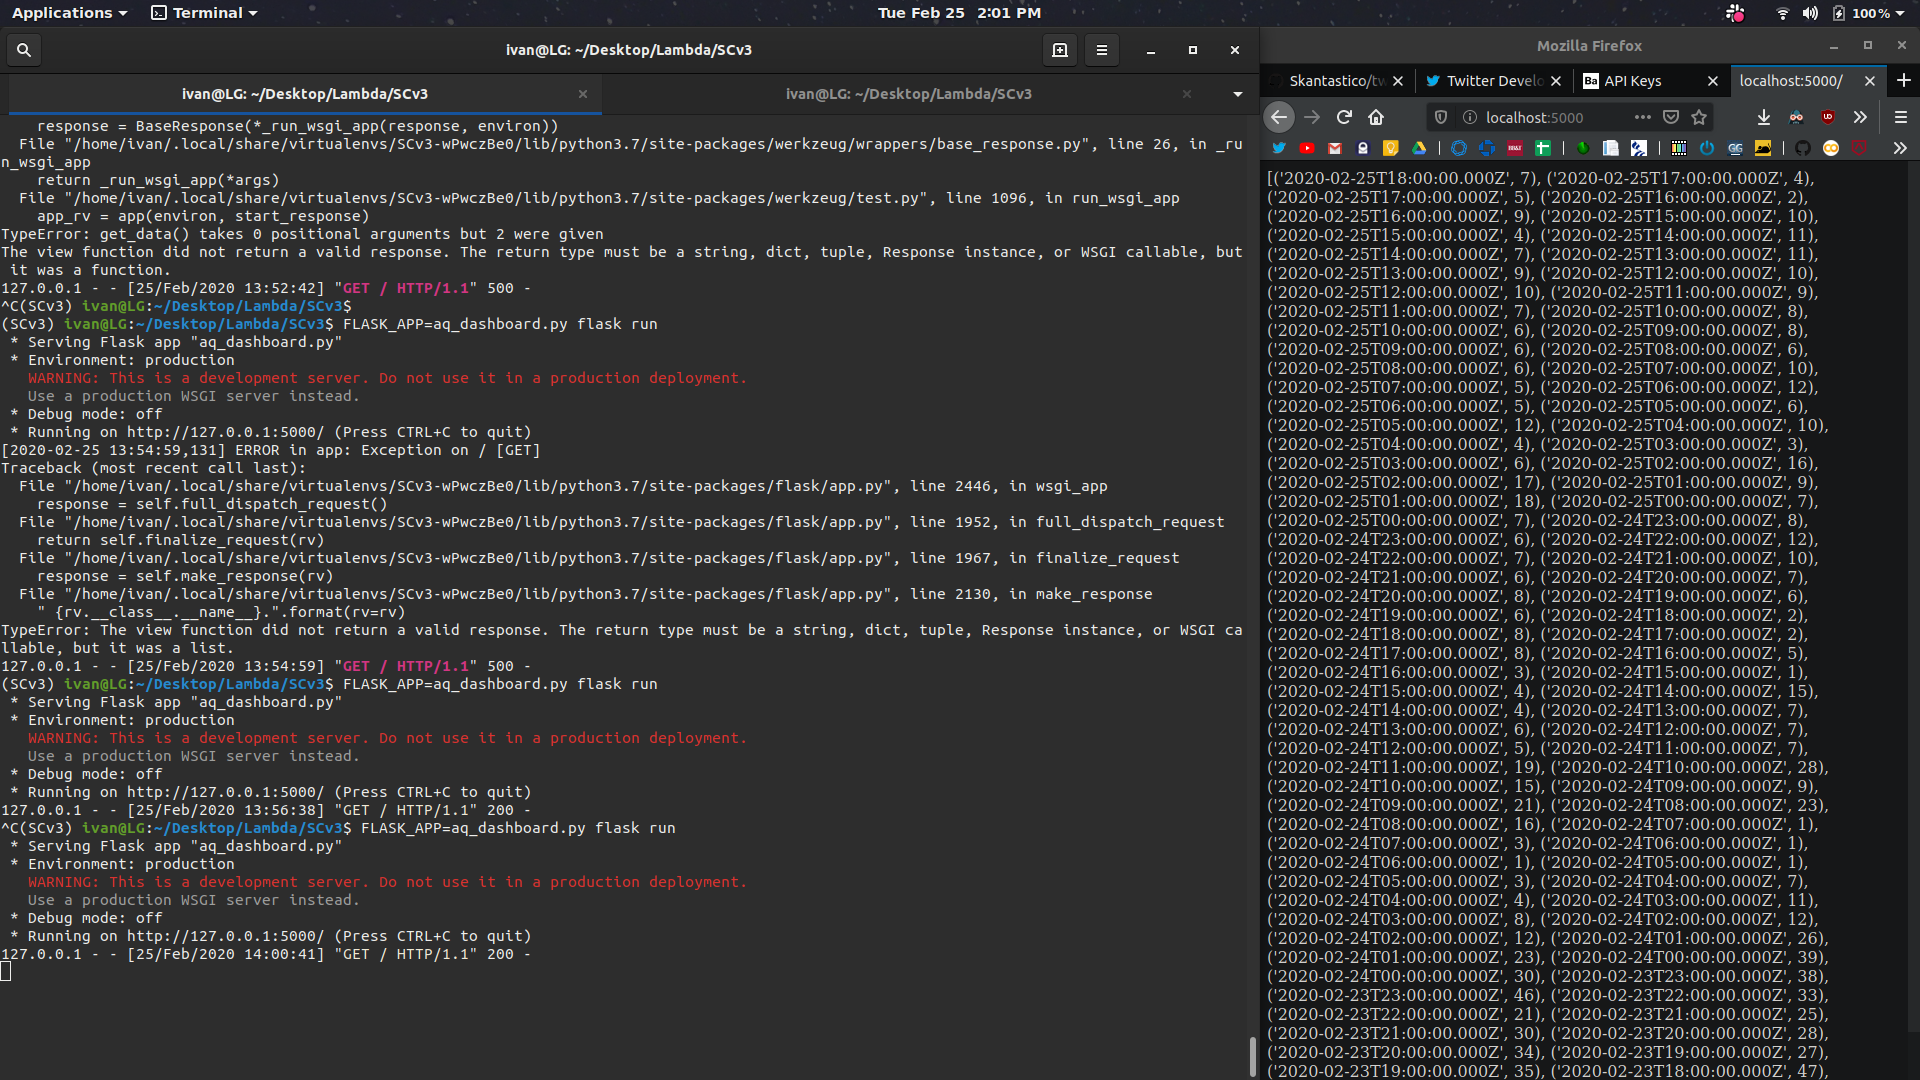 Applications
Terminal
Tue Feb 25  2:01 PM
100%
ivan@LG: ~/Desktop/Lambda/SCv3
ivan@LG: ~/Desktop/Lambda/SCv3
ivan@LG: ~/Desktop/Lambda/SCv3
    response = BaseResponse(*_run_wsgi_app(response, environ))
  File "/home/ivan/.local/share/virtualenvs/SCv3-wPwczBe0/lib/python3.7/site-packages/werkzeug/wrappers/base_response.py", line 26, in _ru
n_wsgi_app
    return _run_wsgi_app(*args)
  File "/home/ivan/.local/share/virtualenvs/SCv3-wPwczBe0/lib/python3.7/site-packages/werkzeug/test.py", line 1096, in run_wsgi_app
    app_rv = app(environ, start_response)
TypeError: get_data() takes 0 positional arguments but 2 were given
The view function did not return a valid response. The return type must be a string, dict, tuple, Response instance, or WSGI callable, but
 it was a function.
127.0.0.1 - - [25/Feb/2020 13:52:42] "GET / HTTP/1.1" 500 -
^C(SCv3) ivan@LG:~/Desktop/Lambda/SCv3$
(SCv3) ivan@LG:~/Desktop/Lambda/SCv3$ FLASK_APP=aq_dashboard.py flask run
 * Serving Flask app "aq_dashboard.py"
 * Environment: production
   WARNING: This is a development server. Do not use it in a production deployment.
   Use a production WSGI server instead.
 * Debug mode: off
 * Running on http://127.0.0.1:5000/ (Press CTRL+C to quit)
[2020-02-25 13:54:59,131] ERROR in app: Exception on / [GET]
Traceback (most recent call last):
  File "/home/ivan/.local/share/virtualenvs/SCv3-wPwczBe0/lib/python3.7/site-packages/flask/app.py", line 2446, in wsgi_app
    response = self.full_dispatch_request()
  File "/home/ivan/.local/share/virtualenvs/SCv3-wPwczBe0/lib/python3.7/site-packages/flask/app.py", line 1952, in full_dispatch_request
    return self.finalize_request(rv)
  File "/home/ivan/.local/share/virtualenvs/SCv3-wPwczBe0/lib/python3.7/site-packages/flask/app.py", line 1967, in finalize_request
    response = self.make_response(rv)
  File "/home/ivan/.local/share/virtualenvs/SCv3-wPwczBe0/lib/python3.7/site-packages/flask/app.py", line 2130, in make_response
    " {rv.__class__.__name__}.".format(rv=rv)
TypeError: The view function did not return a valid response. The return type must be a string, dict, tuple, Response instance, or WSGI ca
llable, but it was a list.
127.0.0.1 - - [25/Feb/2020 13:54:59] "GET / HTTP/1.1" 500 -
(SCv3) ivan@LG:~/Desktop/Lambda/SCv3$ FLASK_APP=aq_dashboard.py flask run
 * Serving Flask app "aq_dashboard.py"
 * Environment: production
   WARNING: This is a development server. Do not use it in a production deployment.
   Use a production WSGI server instead.
 * Debug mode: off
 * Running on http://127.0.0.1:5000/ (Press CTRL+C to quit)
127.0.0.1 - - [25/Feb/2020 13:56:38] "GET / HTTP/1.1" 200 -
^C(SCv3) ivan@LG:~/Desktop/Lambda/SCv3$ FLASK_APP=aq_dashboard.py flask run
 * Serving Flask app "aq_dashboard.py"
 * Environment: production
   WARNING: This is a development server. Do not use it in a production deployment.
   Use a production WSGI server instead.
 * Debug mode: off
 * Running on http://127.0.0.1:5000/ (Press CTRL+C to quit)
127.0.0.1 - - [25/Feb/2020 14:00:41] "GET / HTTP/1.1" 200 -
Mozilla Firefox
Skantastico/tw
Twitter Develo
Ba API Keys
localhost:5000/
localhost:5000
[('2020-02-25T18:00:00.000Z', 7), ('2020-02-25T17:00:00.000Z', 4),
('2020-02-25T17:00:00.000Z', 5), ('2020-02-25T16:00:00.000Z', 2),
('2020-02-25T16:00:00.000Z', 9), ('2020-02-25T15:00:00.000Z', 10),
('2020-02-25T15:00:00.000Z', 4), ('2020-02-25T14:00:00.000Z', 11),
('2020-02-25T14:00:00.000Z', 7), ('2020-02-25T13:00:00.000Z', 11),
('2020-02-25T13:00:00.000Z', 9), ('2020-02-25T12:00:00.000Z', 10),
('2020-02-25T12:00:00.000Z', 10), ('2020-02-25T11:00:00.000Z', 9),
('2020-02-25T11:00:00.000Z', 7), ('2020-02-25T10:00:00.000Z', 8),
('2020-02-25T10:00:00.000Z', 6), ('2020-02-25T09:00:00.000Z', 8),
('2020-02-25T09:00:00.000Z', 6), ('2020-02-25T08:00:00.000Z', 6),
('2020-02-25T08:00:00.000Z', 6), ('2020-02-25T07:00:00.000Z', 10),
('2020-02-25T07:00:00.000Z', 5), ('2020-02-25T06:00:00.000Z', 12),
('2020-02-25T06:00:00.000Z', 5), ('2020-02-25T05:00:00.000Z', 6),
('2020-02-25T05:00:00.000Z', 12), ('2020-02-25T04:00:00.000Z', 10),
('2020-02-25T04:00:00.000Z', 4), ('2020-02-25T03:00:00.000Z', 3),
('2020-02-25T03:00:00.000Z', 6), ('2020-02-25T02:00:00.000Z', 16),
('2020-02-25T02:00:00.000Z', 17), ('2020-02-25T01:00:00.000Z', 9),
('2020-02-25T01:00:00.000Z', 18), ('2020-02-25T00:00:00.000Z', 7),
('2020-02-25T00:00:00.000Z', 7), ('2020-02-24T23:00:00.000Z', 8),
('2020-02-24T23:00:00.000Z', 6), ('2020-02-24T22:00:00.000Z', 12),
('2020-02-24T22:00:00.000Z', 7), ('2020-02-24T21:00:00.000Z', 10),
('2020-02-24T21:00:00.000Z', 6), ('2020-02-24T20:00:00.000Z', 7),
('2020-02-24T20:00:00.000Z', 8), ('2020-02-24T19:00:00.000Z', 6),
('2020-02-24T19:00:00.000Z', 6), ('2020-02-24T18:00:00.000Z', 2),
('2020-02-24T18:00:00.000Z', 8), ('2020-02-24T17:00:00.000Z', 2),
('2020-02-24T17:00:00.000Z', 8), ('2020-02-24T16:00:00.000Z', 5),
('2020-02-24T16:00:00.000Z', 3), ('2020-02-24T15:00:00.000Z', 1),
('2020-02-24T15:00:00.000Z', 4), ('2020-02-24T14:00:00.000Z', 15),
('2020-02-24T14:00:00.000Z', 4), ('2020-02-24T13:00:00.000Z', 7),
('2020-02-24T13:00:00.000Z', 6), ('2020-02-24T12:00:00.000Z', 7),
('2020-02-24T12:00:00.000Z', 5), ('2020-02-24T11:00:00.000Z', 7),
('2020-02-24T11:00:00.000Z', 19), ('2020-02-24T10:00:00.000Z', 28),
('2020-02-24T10:00:00.000Z', 15), ('2020-02-24T09:00:00.000Z', 9),
('2020-02-24T09:00:00.000Z', 21), ('2020-02-24T08:00:00.000Z', 23),
('2020-02-24T08:00:00.000Z', 16), ('2020-02-24T07:00:00.000Z', 1),
('2020-02-24T07:00:00.000Z', 3), ('2020-02-24T06:00:00.000Z', 1),
('2020-02-24T06:00:00.000Z', 1), ('2020-02-24T05:00:00.000Z', 1),
('2020-02-24T05:00:00.000Z', 3), ('2020-02-24T04:00:00.000Z', 7),
('2020-02-24T04:00:00.000Z', 4), ('2020-02-24T03:00:00.000Z', 11),
('2020-02-24T03:00:00.000Z', 8), ('2020-02-24T02:00:00.000Z', 12),
('2020-02-24T02:00:00.000Z', 12), ('2020-02-24T01:00:00.000Z', 26),
('2020-02-24T01:00:00.000Z', 23), ('2020-02-24T00:00:00.000Z', 39),
('2020-02-24T00:00:00.000Z', 30), ('2020-02-23T23:00:00.000Z', 38),
('2020-02-23T23:00:00.000Z', 46), ('2020-02-23T22:00:00.000Z', 33),
('2020-02-23T22:00:00.000Z', 21), ('2020-02-23T21:00:00.000Z', 25),
('2020-02-23T21:00:00.000Z', 30), ('2020-02-23T20:00:00.000Z', 28),
('2020-02-23T20:00:00.000Z', 34), ('2020-02-23T19:00:00.000Z', 27),
('2020-02-23T19:00:00.000Z', 35), ('2020-02-23T18:00:00.000Z', 47),